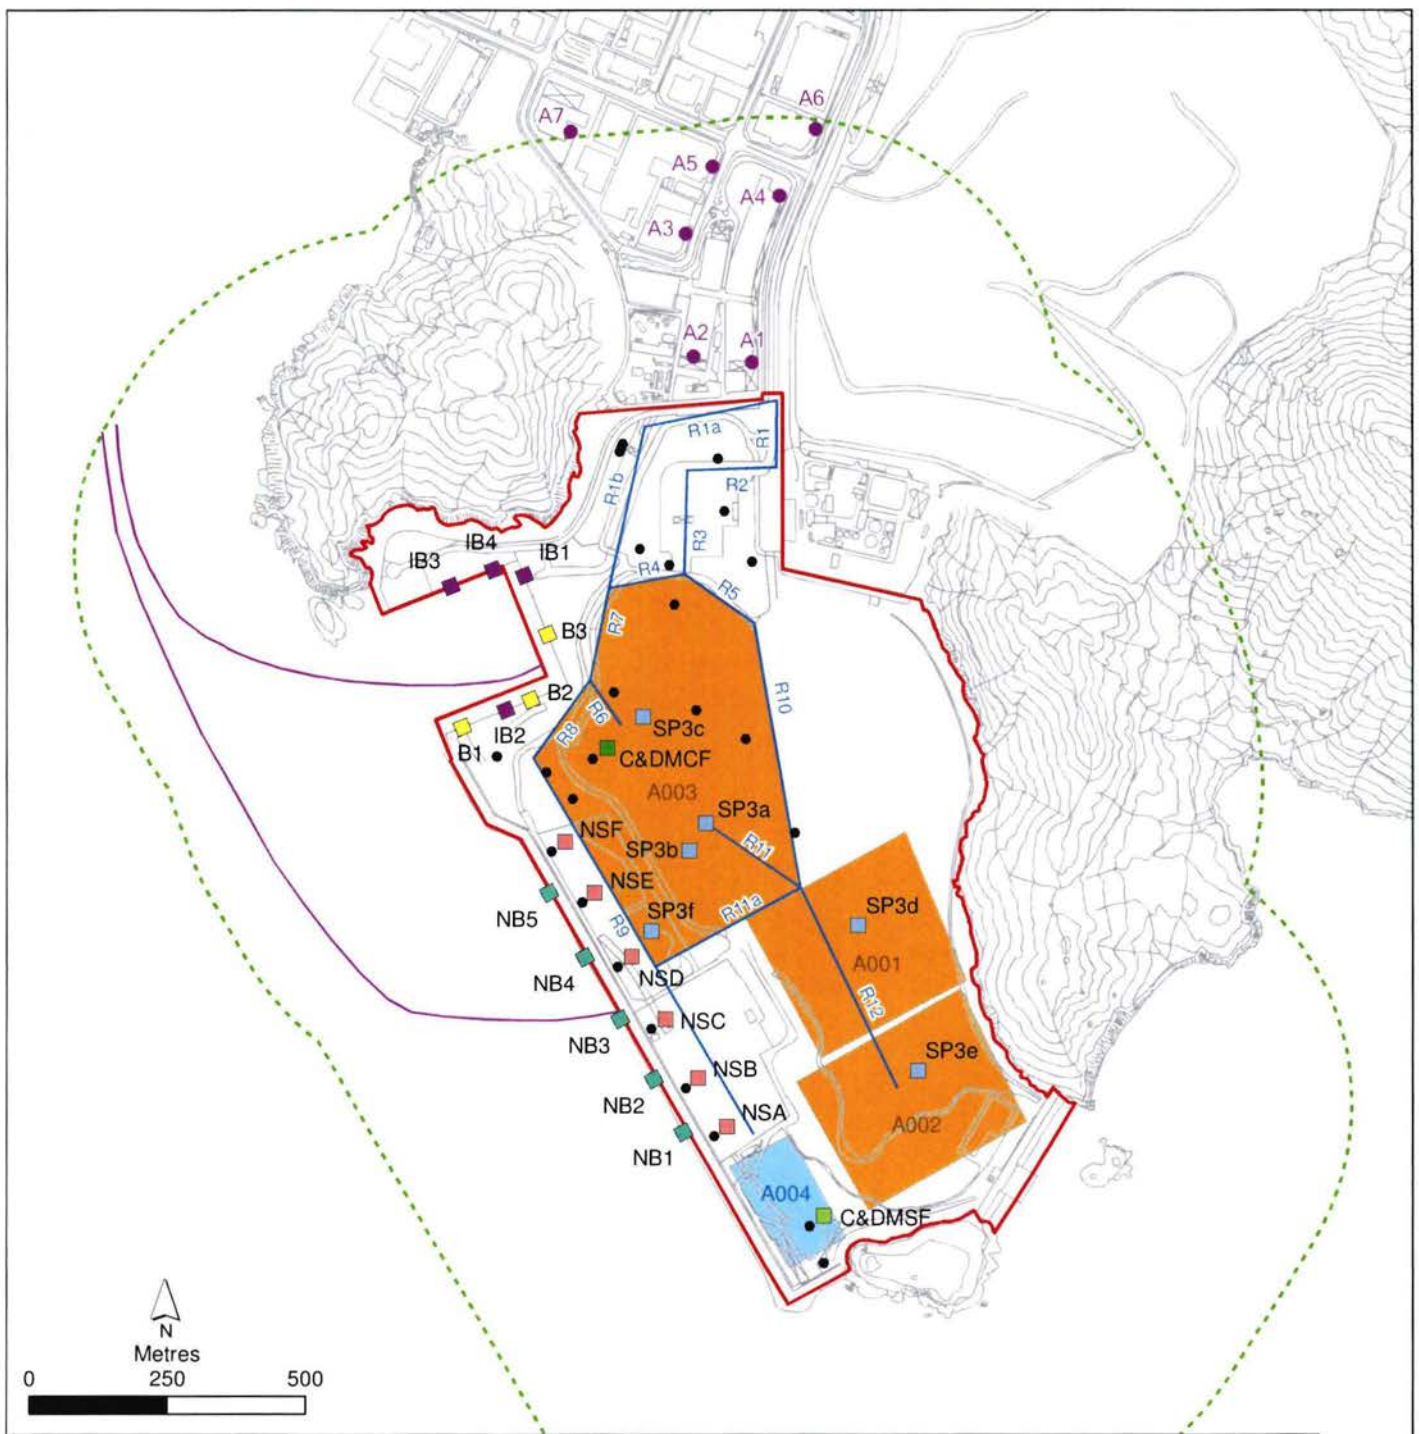 A6
A7
A5
A4
A3
A2
A1
R1a
R1
R1b
R2
R3
IB4
IB1
IB3
R4
R5
R7
B3
B2
R10
R6
IB2
SP3c
R8
B1
C&DMCF
A003
SP3a
NSF
SP3b
R11
NSE
NB5
SP3f
R11a
SP3d
R9
NB4
NSD
A001
R12
NSC
NB3
SP3e
NSB
NB2
NSA
A002
NB1
A004
C&DMSF
N
Metres
0 250 500